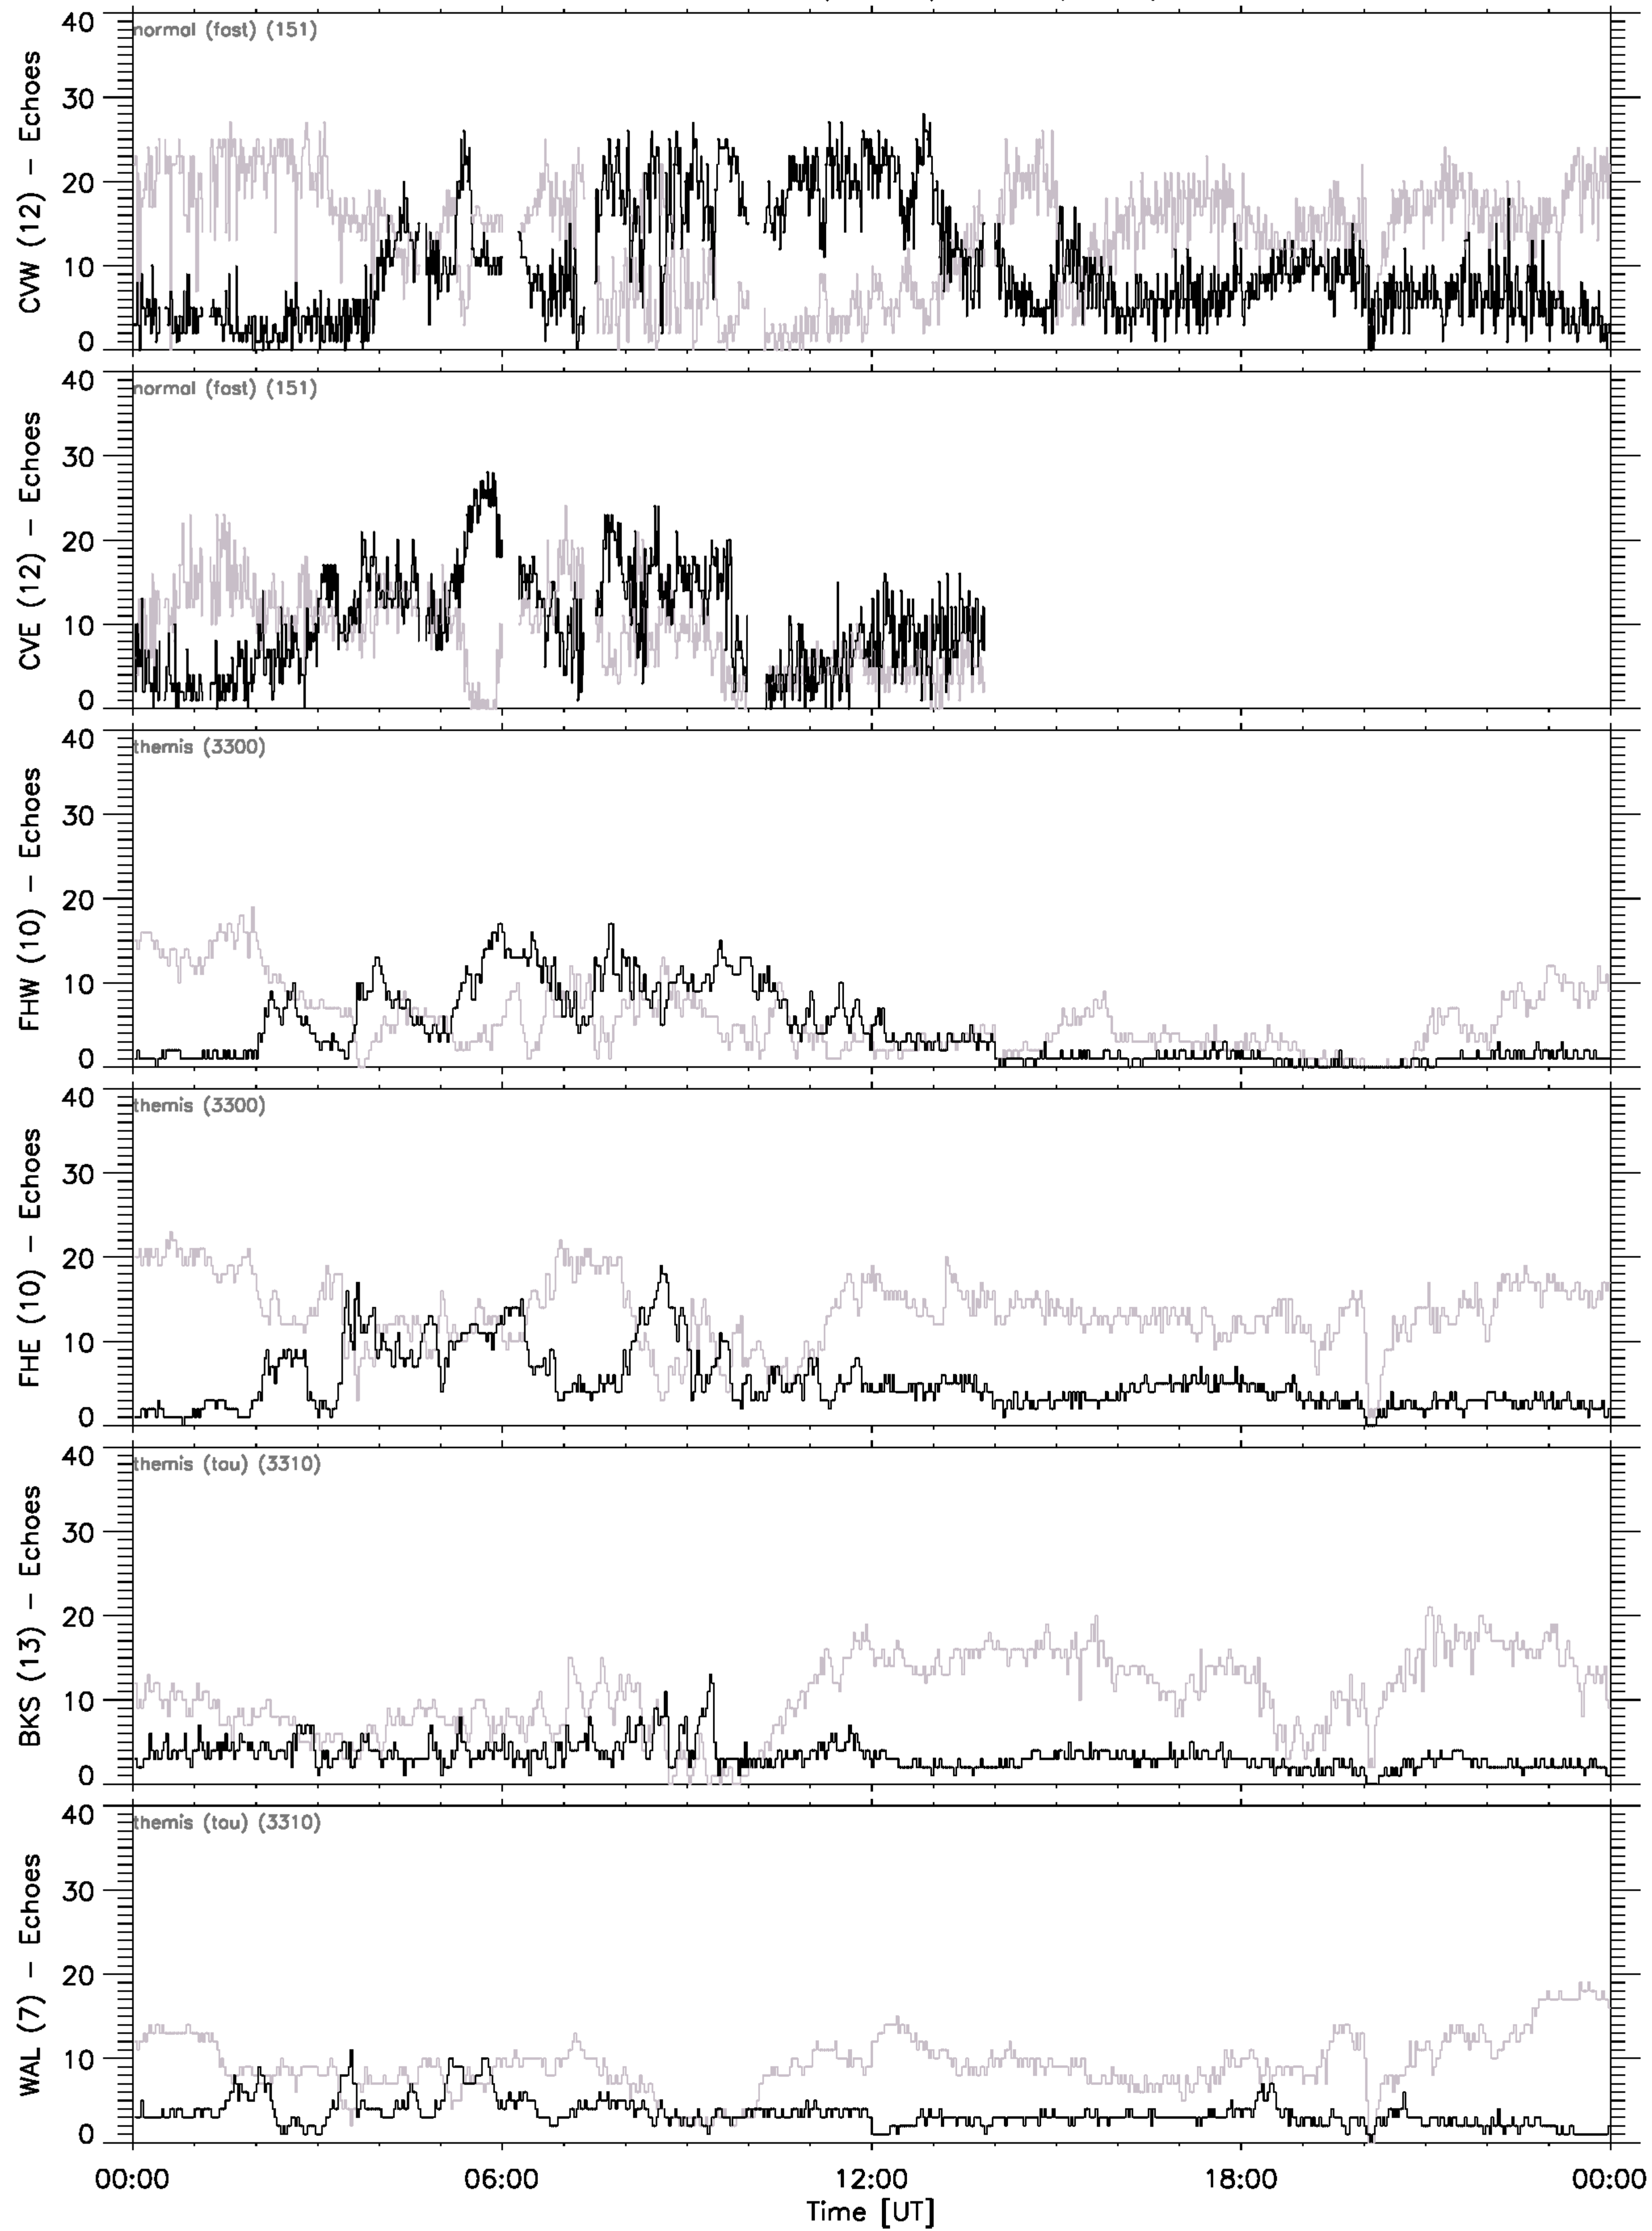 40
normal (fast) (151)
30
20
10
0
CVW (12) – Echoes
40
normal (fast) (151)
30
20
10
0
CVE (12) – Echoes
40
themis (3300)
30
20
10
0
FHW (10) – Echoes
40
themis (3300)
30
20
10
0
FHE (10) – Echoes
40
themis (tau) (3310)
30
20
10
0
BKS (13) – Echoes
40
themis (tau) (3310)
30
20
10
0
WAL (7) – Echoes
00:00 06:00 12:00 18:00 00:00
Time [UT]